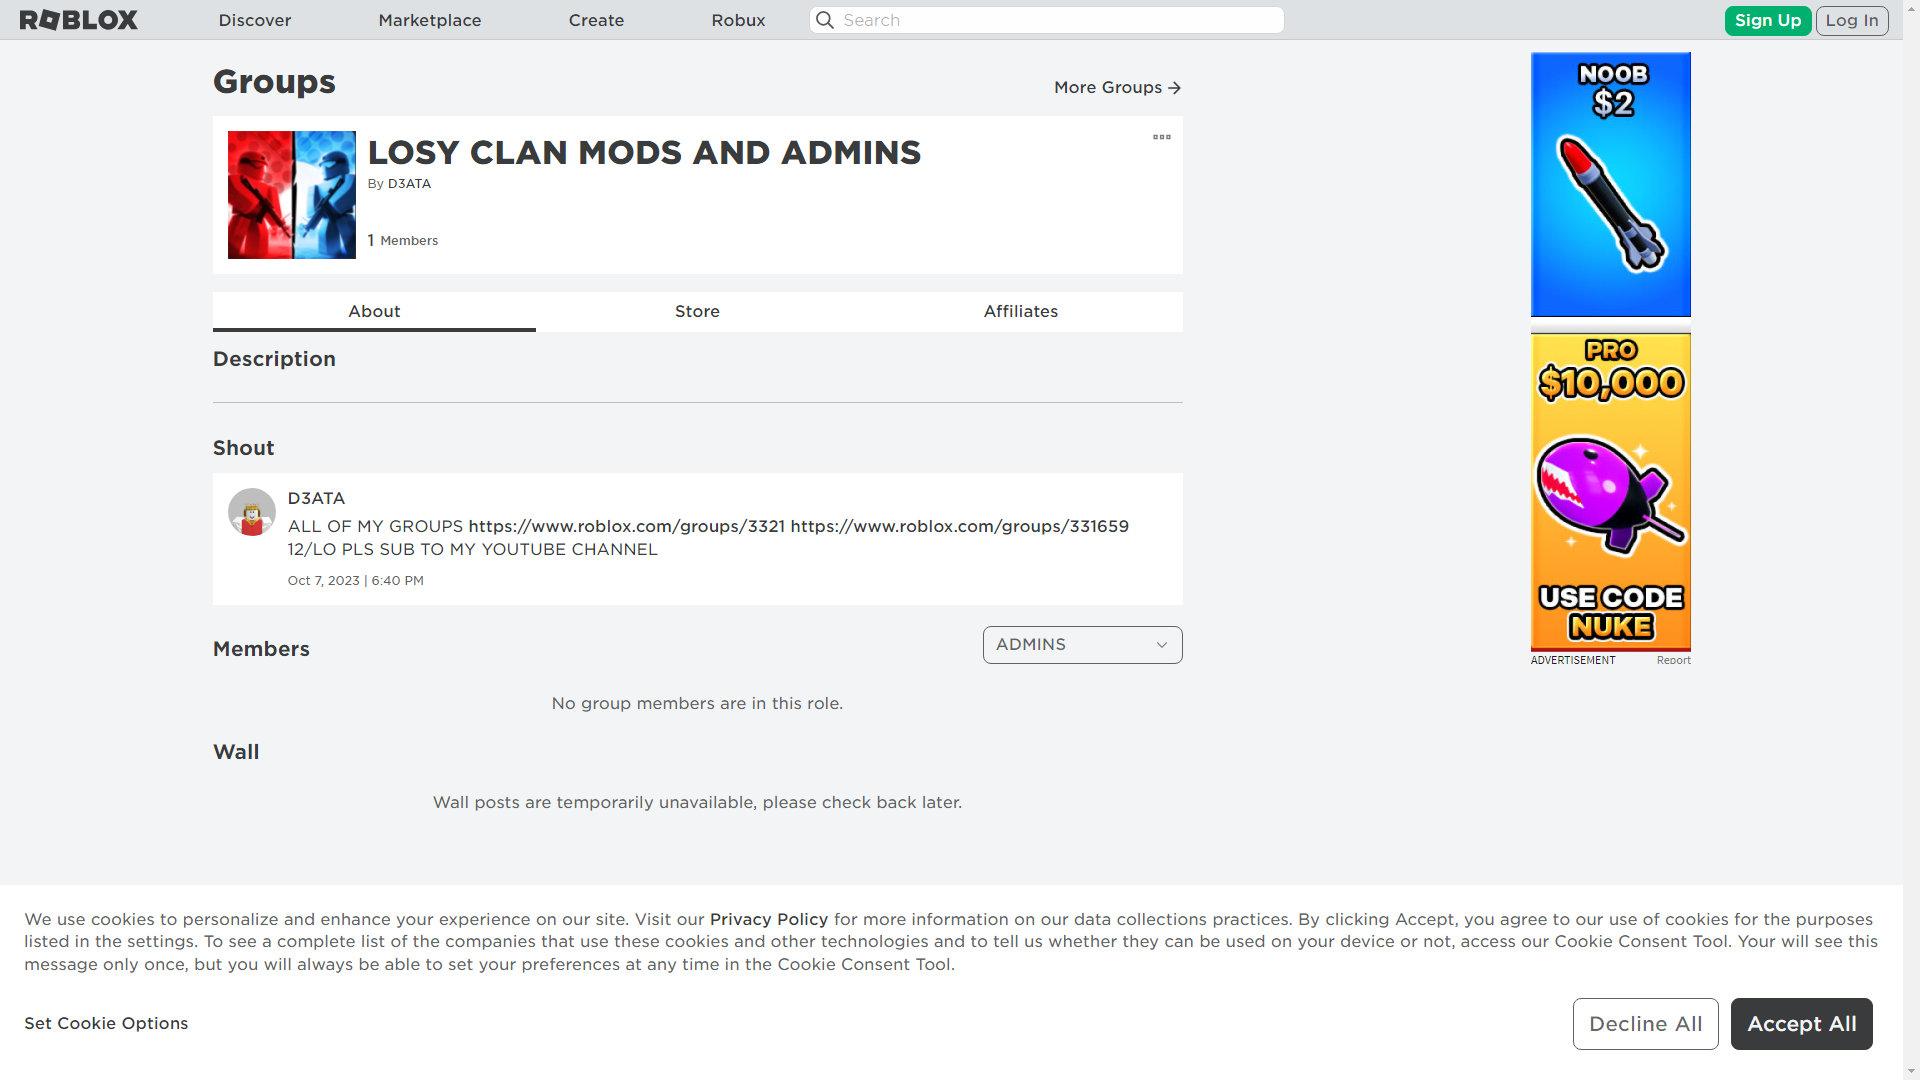 ROBLOX
Discover
Marketplace
Create
Robux
Search
Sign Up
Log In
Groups
More Groups
LOSY CLAN MODS AND ADMINS
By D3ATA
1 Members
About
Store
Affiliates
Description
Shout
D3ATA
ALL OF MY GROUPS https://www.roblox.com/groups/3321 https://www.roblox.com/groups/331659
12/LO PLS SUB TO MY YOUTUBE CHANNEL
Oct 7, 2023 | 6:40 PM
Members
ADMINS
No group members are in this role.
Wall
Wall posts are temporarily unavailable, please check back later.
NOOB
$2
PRO
$10,000
USE CODE
NUKE
ADVERTISEMENT
Report
We use cookies to personalize and enhance your experience on our site. Visit our Privacy Policy for more information on our data collections practices. By clicking Accept, you agree to our use of cookies for the purposes
listed in the settings. To see a complete list of the companies that use these cookies and other technologies and to tell us whether they can be used on your device or not, access our Cookie Consent Tool. Your will see this
message only once, but you will always be able to set your preferences at any time in the Cookie Consent Tool.
Set Cookie Options
Decline All
Accept All